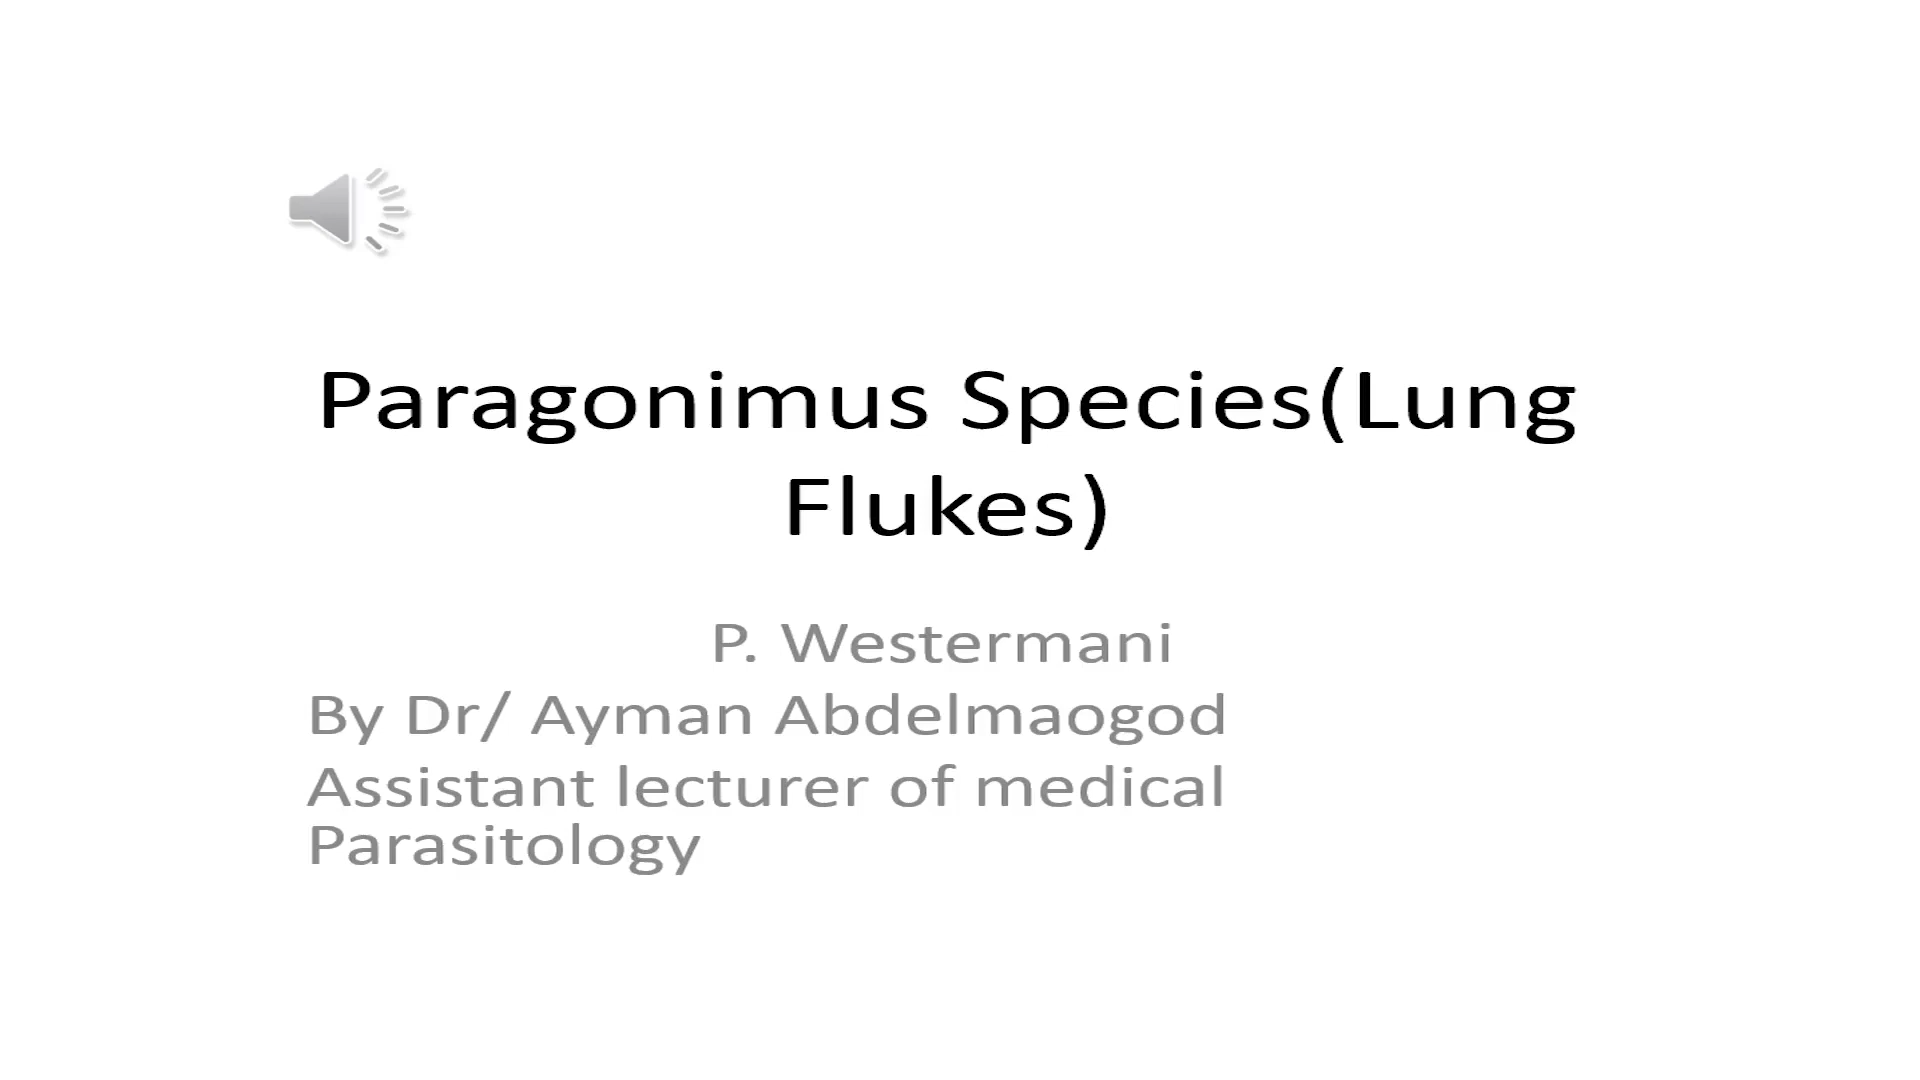 Paragonimus Species(Lung
Flukes)
P. Westermani
By Dr/ Ayman Abdelmaogod
Assistant lecturer of medical
Parasitology